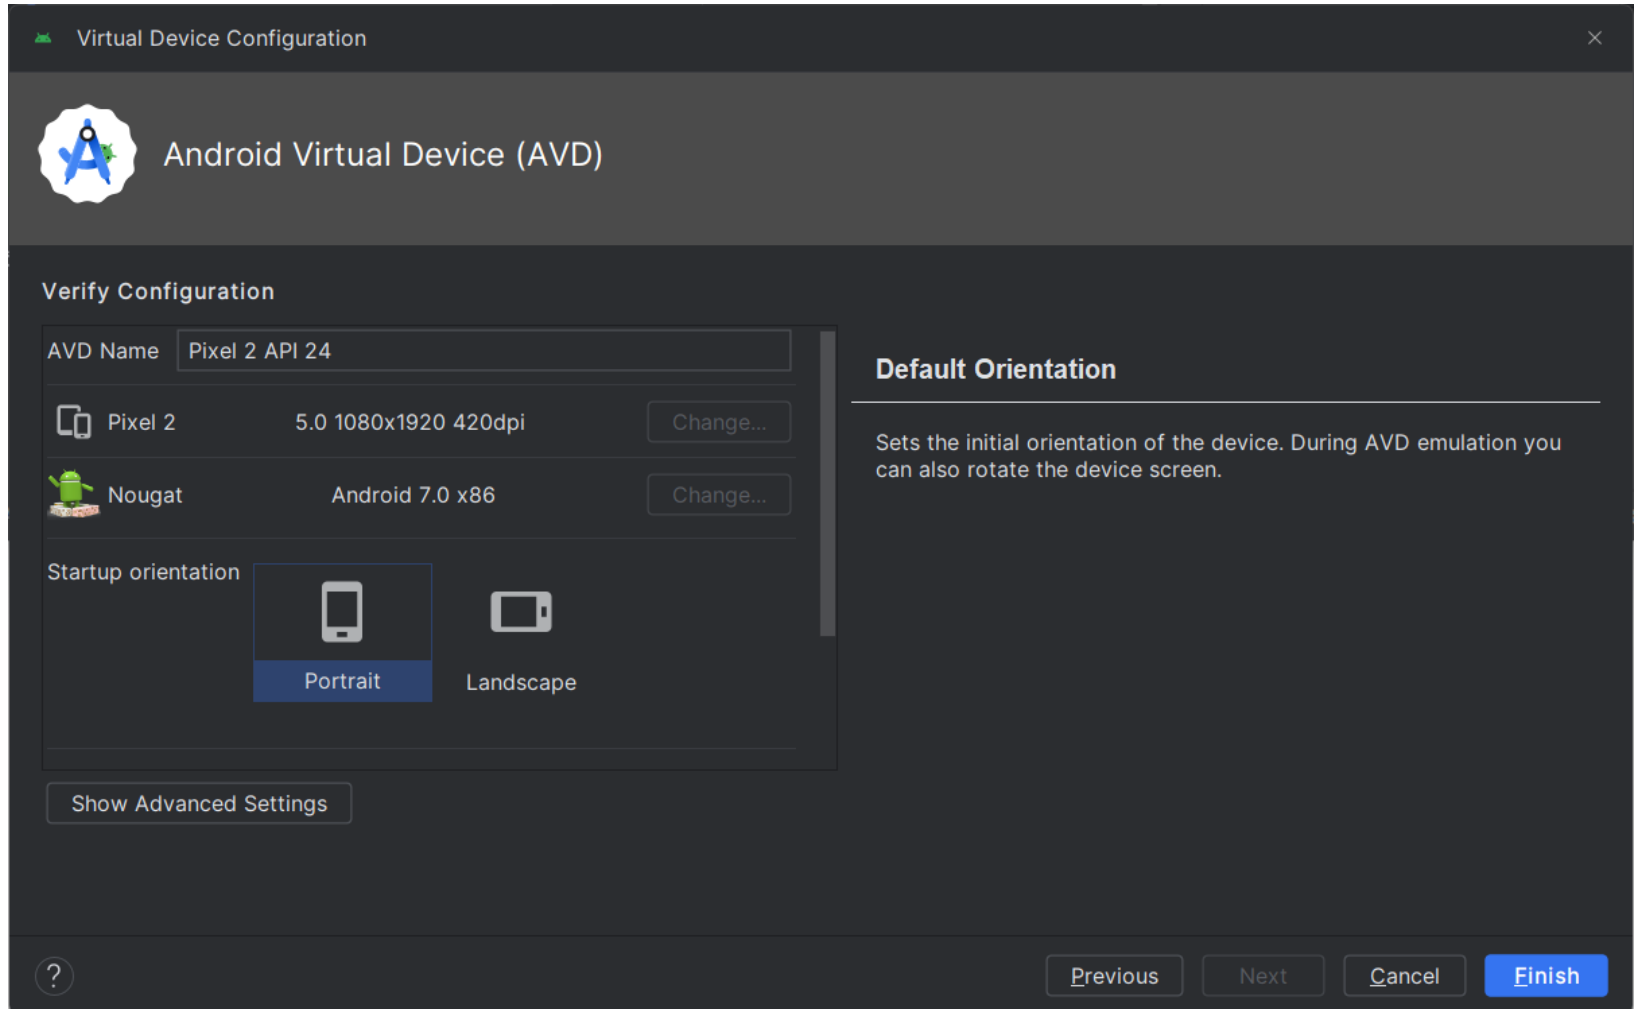 Virtual Device Configuration
Android Virtual Device (AVD)
Verify Configuration
AVD Name Pixel 2 API 24
Pixel 2 5.0 1080x1920 420dpi Change...
Nougat Android 7.0 x86 Change...
Startup orientation
Portrait
Landscape
Show Advanced Settings
Default Orientation
Sets the initial orientation of the device. During AVD emulation you
can also rotate the device screen.
? Previous Next Cancel Finish